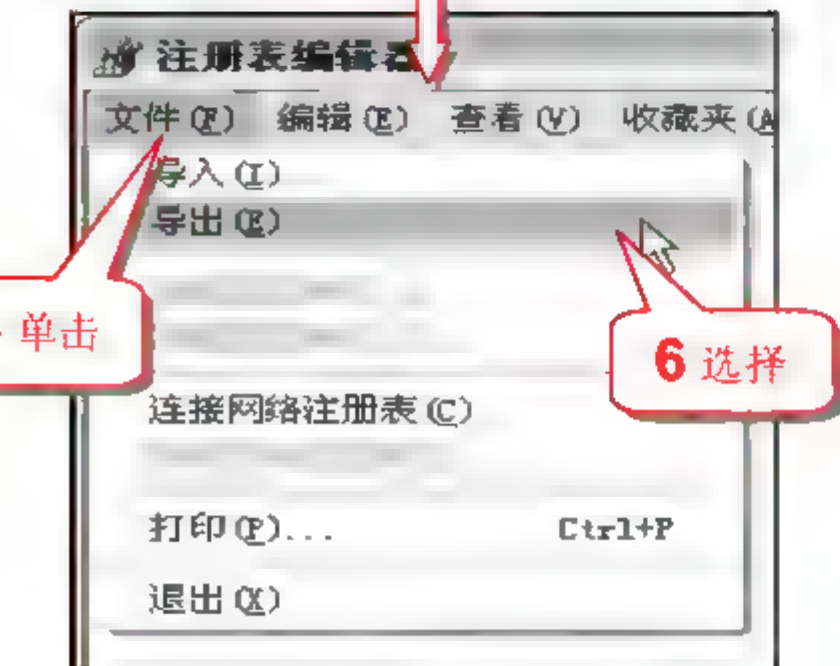 注册表编辑器
文件(F) 编辑(E) 查看(V) 收藏夹(A
导入(I)
导出(E)
单击
6 选择
连接网络注册表(C)
打印(P)... Ctrl+P
退出(X)